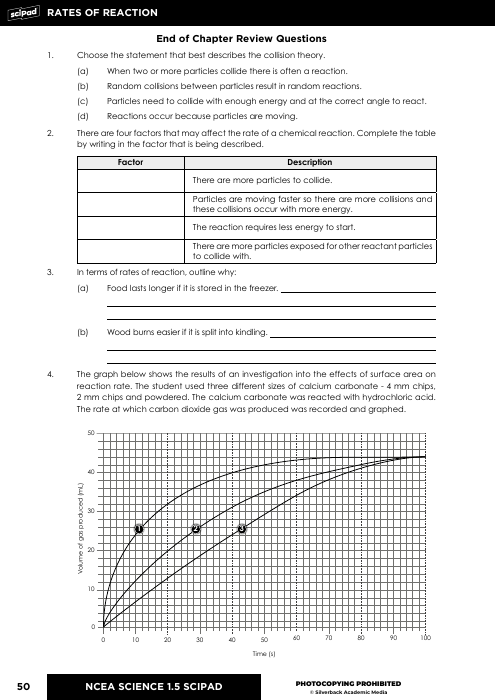 scipad RATES OF REACTION
End of Chapter Review Questions
1. Choose the statement that best describes the collision theory.
(a) When two or more particles collide there is often a reaction.
(b) Random collisions between particles result in random reactions.
(c) Particles need to collide with enough energy and at the correct angle to react.
(d) Reactions occur because particles are moving.
2. There are four factors that may affect the rate of a chemical reaction. Complete the table
by writing in the factor that is being described.
Factor Description
There are more particles to collide.
Particles are moving faster so there are more collisions and
these collisions occur with more energy.
The reaction requires less energy to start.
There are more particles exposed for other reactant particles
to collide with.
3. In terms of rates of reaction, outline why:
(a) Food lasts longer if it is stored in the freezer.
(b) Wood burns easier if it is split into kindling.
4. The graph below shows the results of an investigation into the effects of surface area on
reaction rate. The student used three different sizes of calcium carbonate - 4 mm chips,
2 mm chips and powdered. The calcium carbonate was reacted with hydrochloric acid.
The rate at which carbon dioxide gas was produced was recorded and graphed.
50
40
30
20
10
0
Volume of gas produced (mL)
1 2 3
0 10 20 30 40 50 60 70 80 90 100
Time (s)
50 NCEA SCIENCE 1.5 SCIPAD PHOTOCOPYING PROHIBITED
© Silverback Academic Media